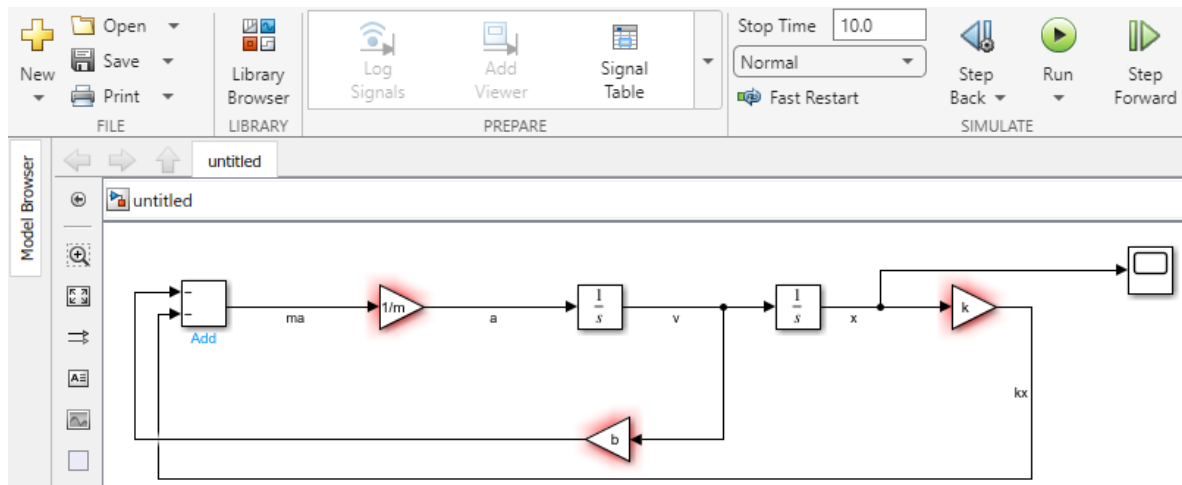 New
Open
Save
Print
FILE
Library
Browser
LIBRARY
Log
Signals
Add
Viewer
Signal
Table
PREPARE
Stop Time 10.0
Normal
Fast Restart
Step
Back
Run
Step
Forward
SIMULATE
Model Browser
untitled
untitled
Add
ma
1/m
a
1
s
v
1
s
x
k
kx
b